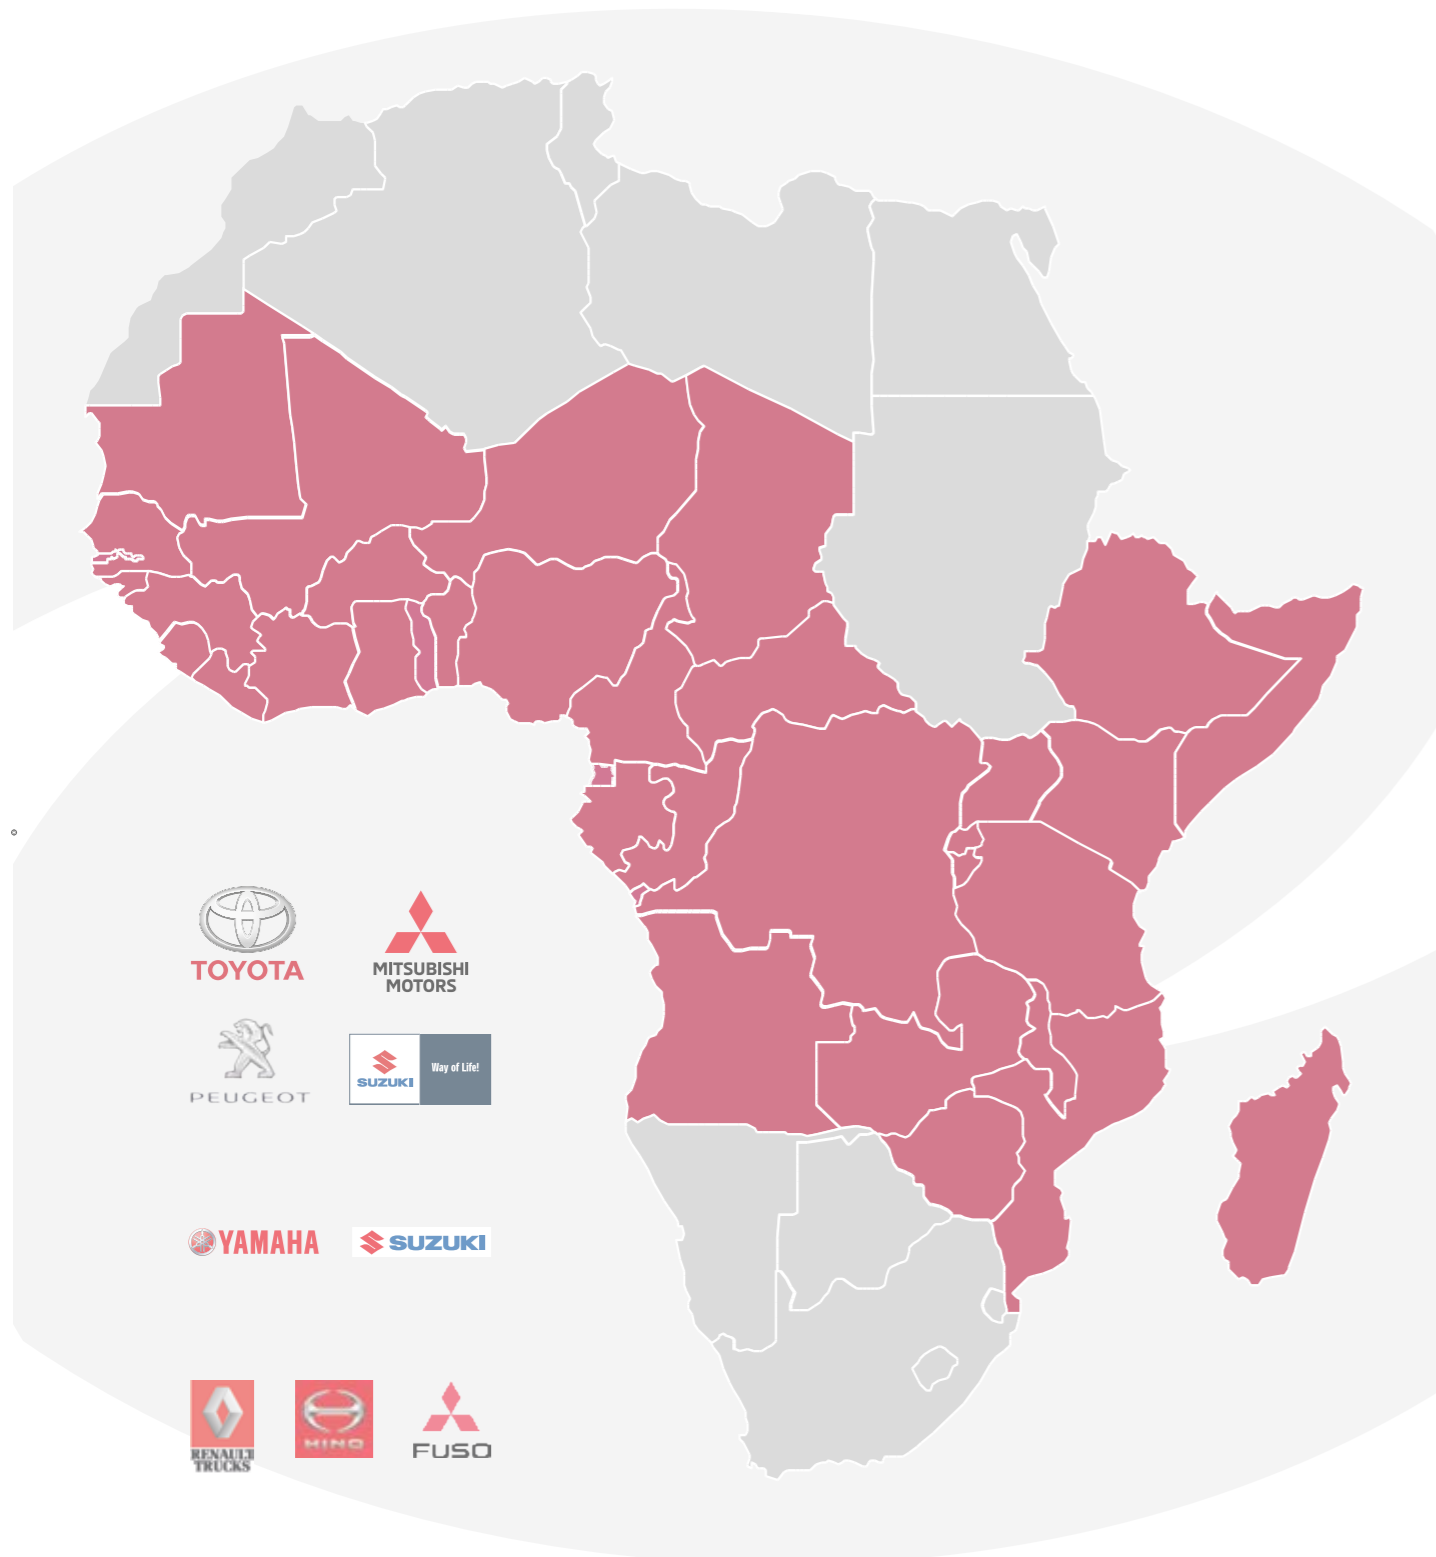 TOYOTA
MITSUBISHI
MOTORS
PEUGEOT
SUZUKI
Way of Life!
YAMAHA
SUZUKI
RENAULT
TRUCKS
HINO
FUSO